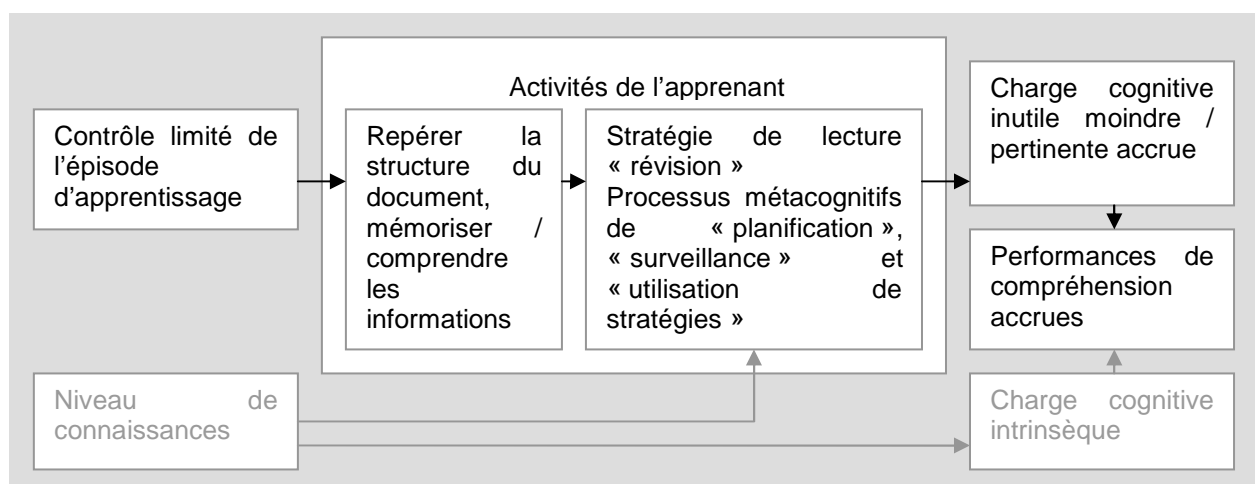 Activités de l'apprenant
Contrôle limité de
l'épisode
d'apprentissage
Repérer la
structure du
document,
mémoriser /
comprendre
les
informations
Stratégie de lecture
« révision »
Processus métacognitifs
de « planification »,
« surveillance » et
« utilisation de
stratégies »
Charge cognitive
inutile moindre /
pertinente accrue
Performances de
compréhension
accrues
Niveau de
connaissances
Charge cognitive
intrinsèque